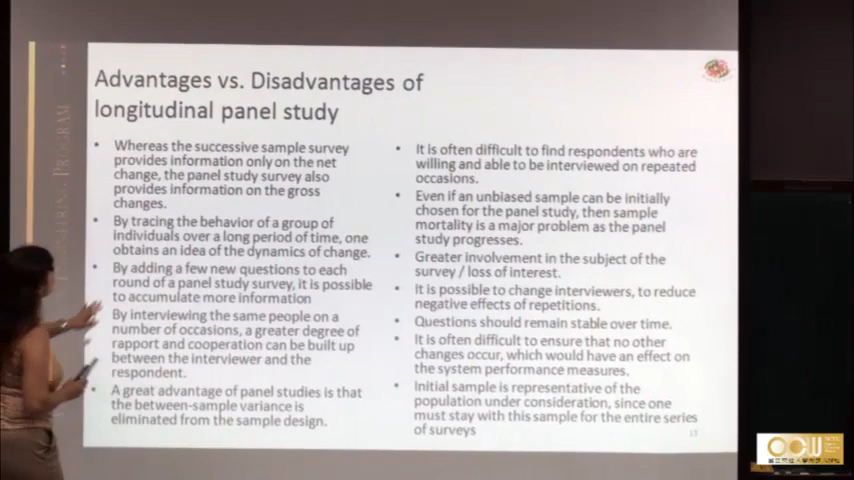 Advantages vs. Disadvantages of
longitudinal panel study
• Whereas the successive sample survey
provides information only on the net
change, the panel study survey also
provides information on the gross
changes.
• By tracing the behavior of a group of
individuals over a long period of time, one
obtains an idea of the dynamics of change.
• By adding a few new questions to each
round of a panel study survey, it is possible
to accumulate more information
By interviewing the same people on a
number of occasions, a greater degree of
rapport and cooperation can be built up
between the interviewer and the
respondent.
• A great advantage of panel studies is that
the between-sample variance is
eliminated from the sample design.
• It is often difficult to find respondents who are
willing and able to be interviewed on repeated
occasions.
• Even if an unbiased sample can be initially
chosen for the panel study, then sample
mortality is a major problem as the panel
study progresses.
• Greater involvement in the subject of the
survey / loss of interest.
• It is possible to change interviewers, to reduce
negative effects of repetitions.
• Questions should remain stable over time.
• It is often difficult to ensure that no other
changes occur, which would have an effect on
the system performance measures.
• Initial sample is representative of the
population under consideration, since one
must stay with this sample for the entire series
of surveys
PROGRAM
OCW